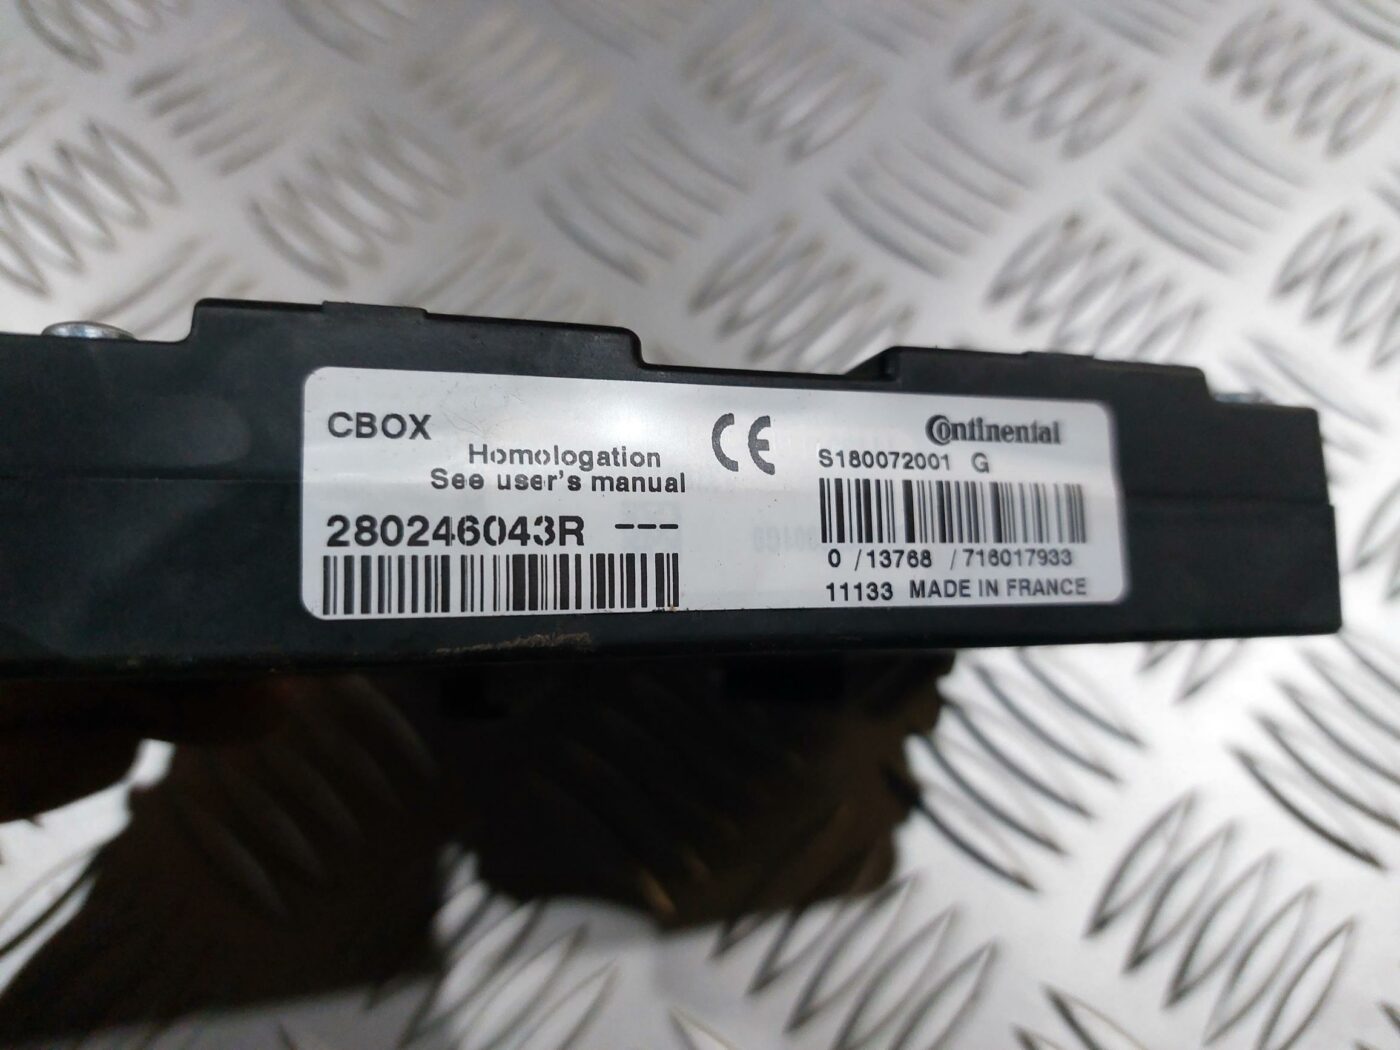 CBOX
Homologation
See user's manual
280246043R ---
CE
Continental
S180072001 G
0 /13768 /716017933
11133 MADE IN FRANCE